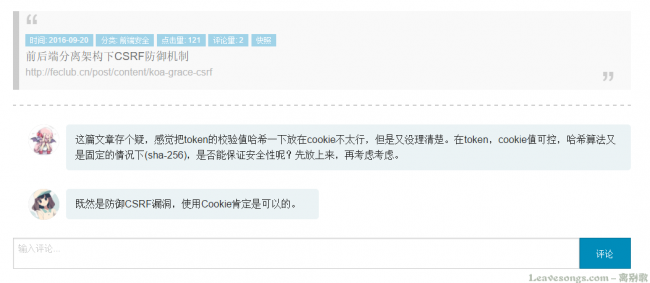 “
时间: 2016-09-20 分类: 前端安全 点击量: 121 评论量: 2 快照
前后端分离架构下CSRF防御机制
http://feclub.cn/post/content/koa-grace-csrf
”
这篇文章存个疑，感觉把token的校验值哈希一下放在cookie不太行，但是又没理清楚。在token，cookie值可控，哈希算法又
是固定的情况下(sha-256)，是否能保证安全性呢？先放上来，再考虑考虑。
既然是防御CSRF漏洞，使用Cookie肯定是可以的。
输入评论... 评论
Leavesongs.com - 离别歌